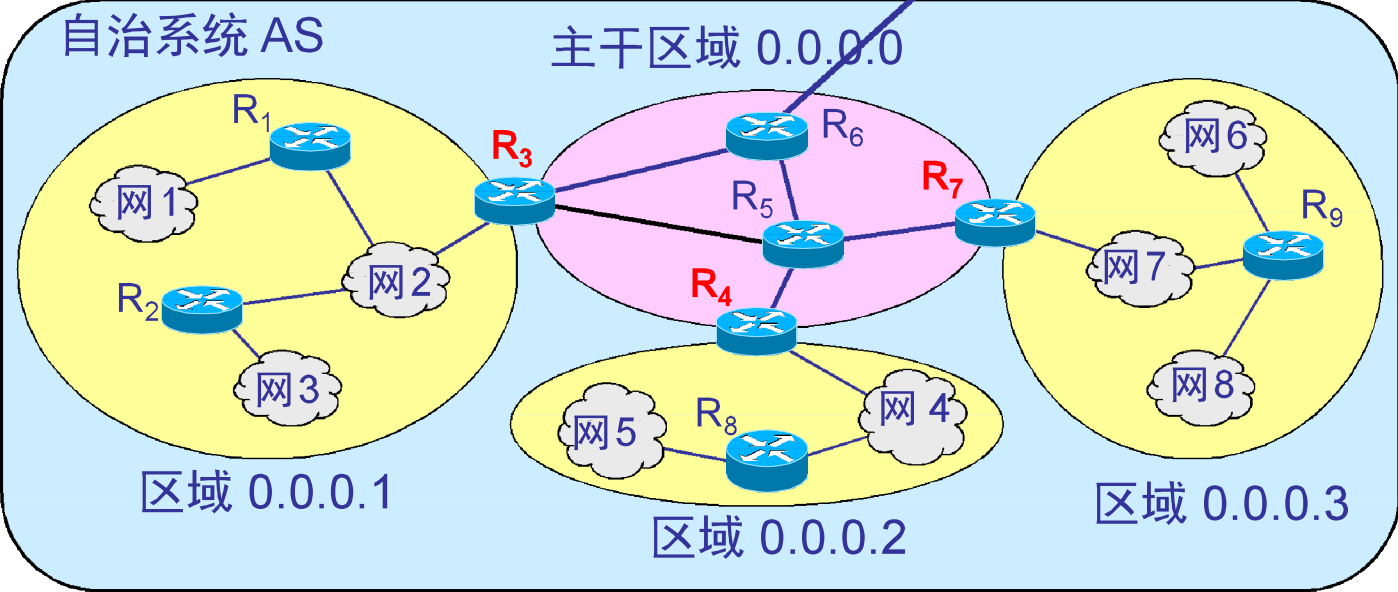 自治系统 AS
主干区域 0.0.0.0
R1
R3
R6
网6
R7
R9
网1
R5
网2
网7
R2
R4
网3
网8
网5
R8
网4
区域 0.0.0.1
区域 0.0.0.2
区域 0.0.0.3